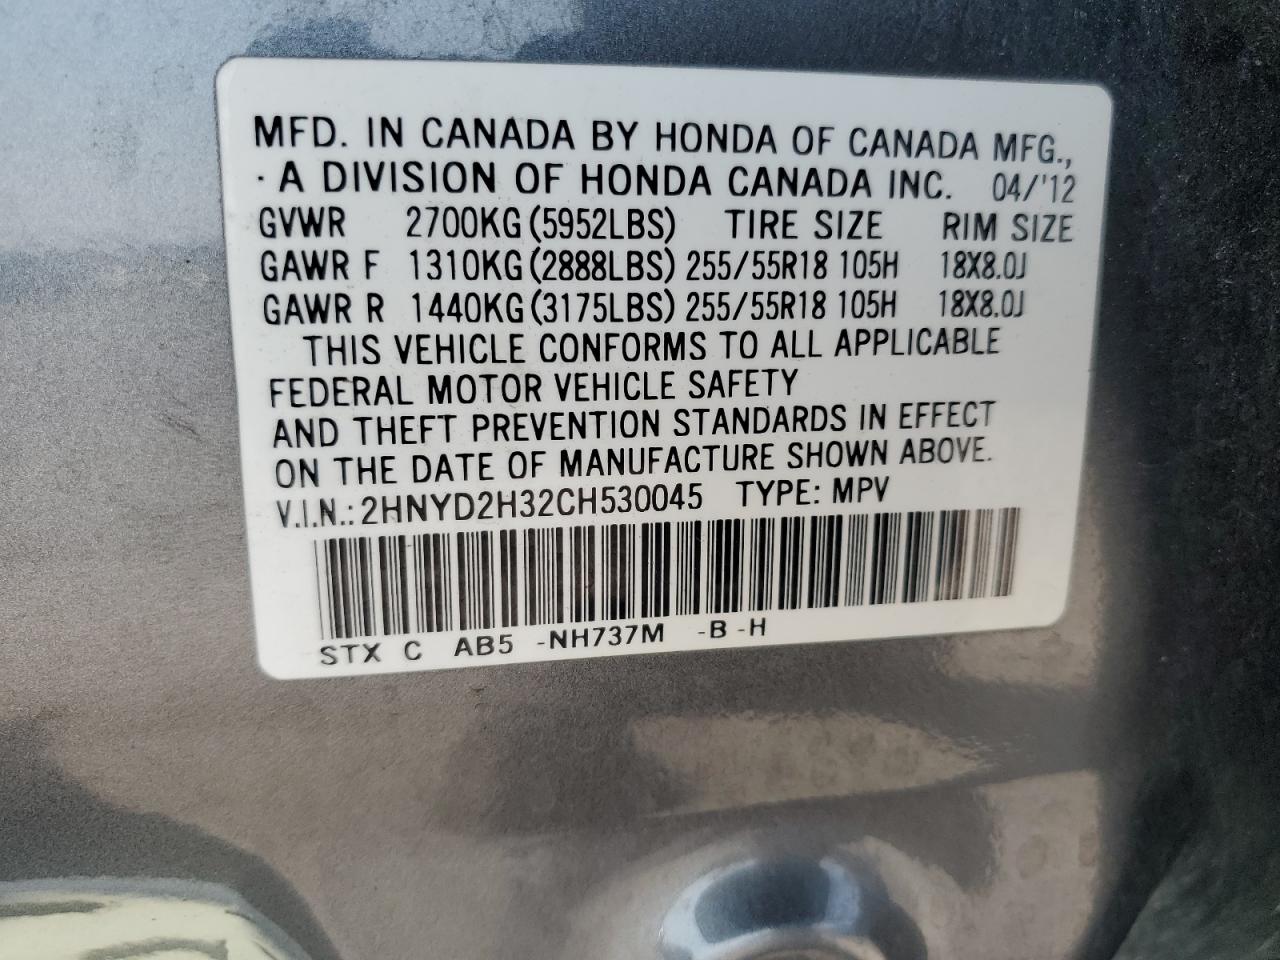 MFD. IN CANADA BY HONDA OF CANADA MFG.,
· A DIVISION OF HONDA CANADA INC. 04/'12
GVWR 2700KG (5952LBS) TIRE SIZE RIM SIZE
GAWR F 1310KG (2888LBS) 255/55R18 105H 18X8.0J
GAWR R 1440KG (3175LBS) 255/55R18 105H 18X8.0J
THIS VEHICLE CONFORMS TO ALL APPLICABLE
FEDERAL MOTOR VEHICLE SAFETY
AND THEFT PREVENTION STANDARDS IN EFFECT
ON THE DATE OF MANUFACTURE SHOWN ABOVE.
V.I.N.: 2HNYD2H32CH530045 TYPE: MPV
STX C AB5 -NH737M -B -H